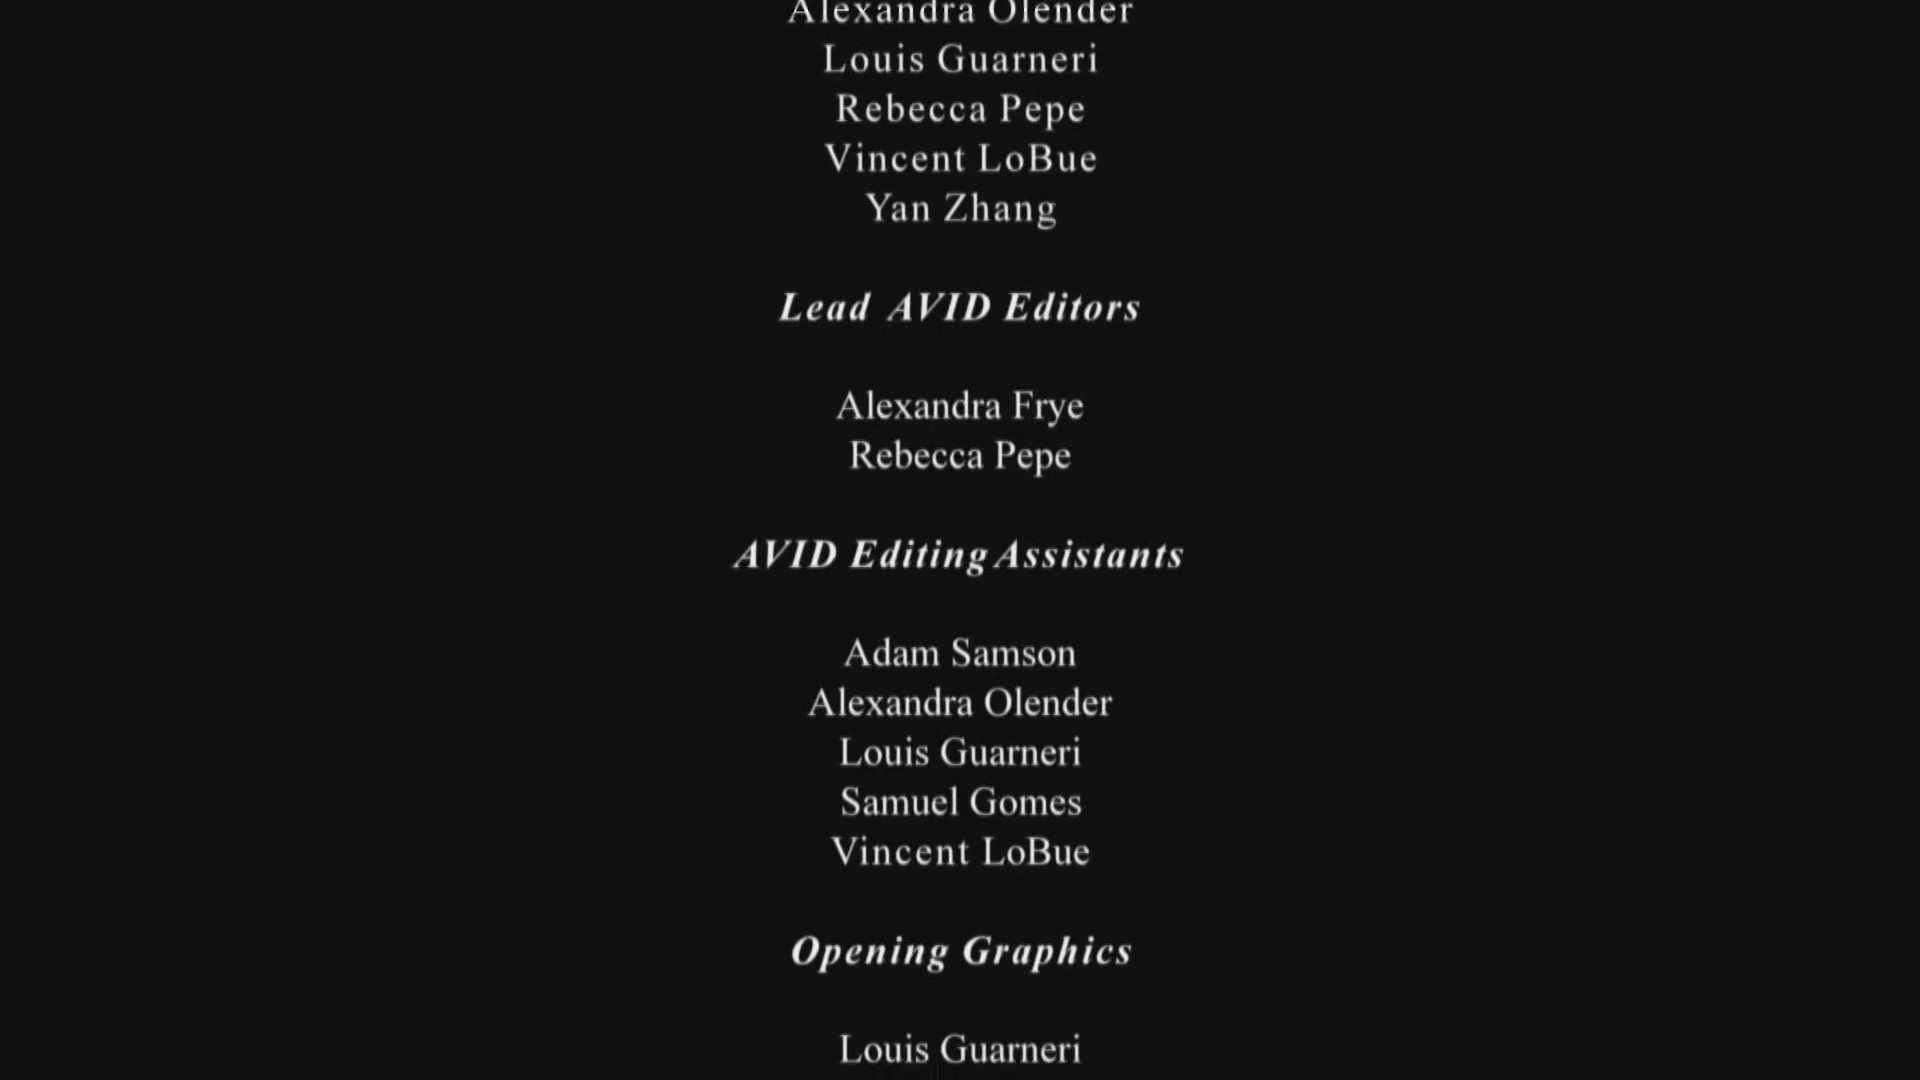 Alexandra Olender
Louis Guarneri
Rebecca Pepe
Vincent LoBue
Yan Zhang
Lead AVID Editors
Alexandra Frye
Rebecca Pepe
AVID Editing Assistants
Adam Samson
Alexandra Olender
Louis Guarneri
Samuel Gomes
Vincent LoBue
Opening Graphics
Louis Guarneri